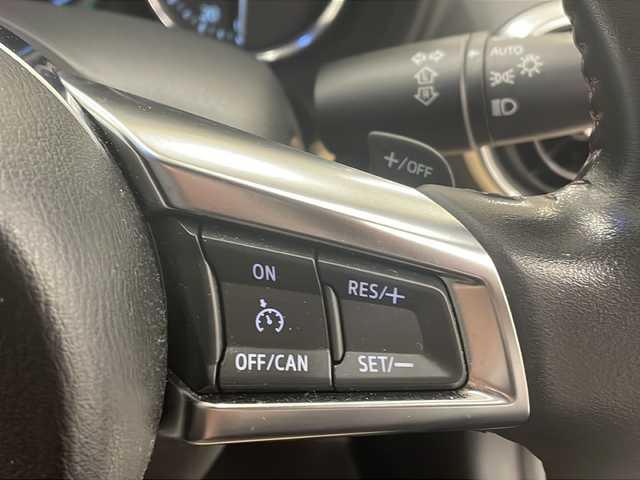 AUTO
L
R
+/OFF
ON
RES/+
OFF/CAN
SET/−